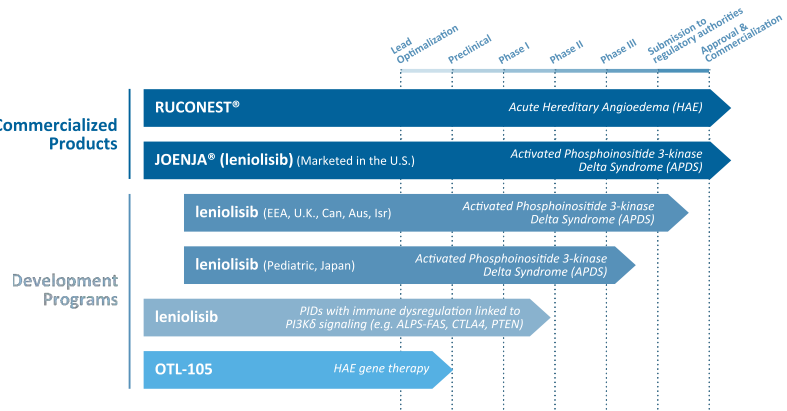 Lead
Optimalization
Preclinical
Phase I
Phase II
Phase III
Submission to
regulatory authorities
Approval &
Commercialization
Commercialized
Products
RUCONEST®
Acute Hereditary Angioedema (HAE)
JOENJA® (leniolisib) (Marketed in the U.S.)
Activated Phosphoinositide 3-kinase
Delta Syndrome (APDS)
Development
Programs
leniolisib (EEA, U.K., Can, Aus, Isr)
Activated Phosphoinositide 3-kinase
Delta Syndrome (APDS)
leniolisib (Pediatric, Japan)
Activated Phosphoinositide 3-kinase
Delta Syndrome (APDS)
leniolisib
PIDs with immune dysregulation linked to
PI3Kδ signaling (e.g. ALPS-FAS, CTLA4, PTEN)
OTL-105
HAE gene therapy